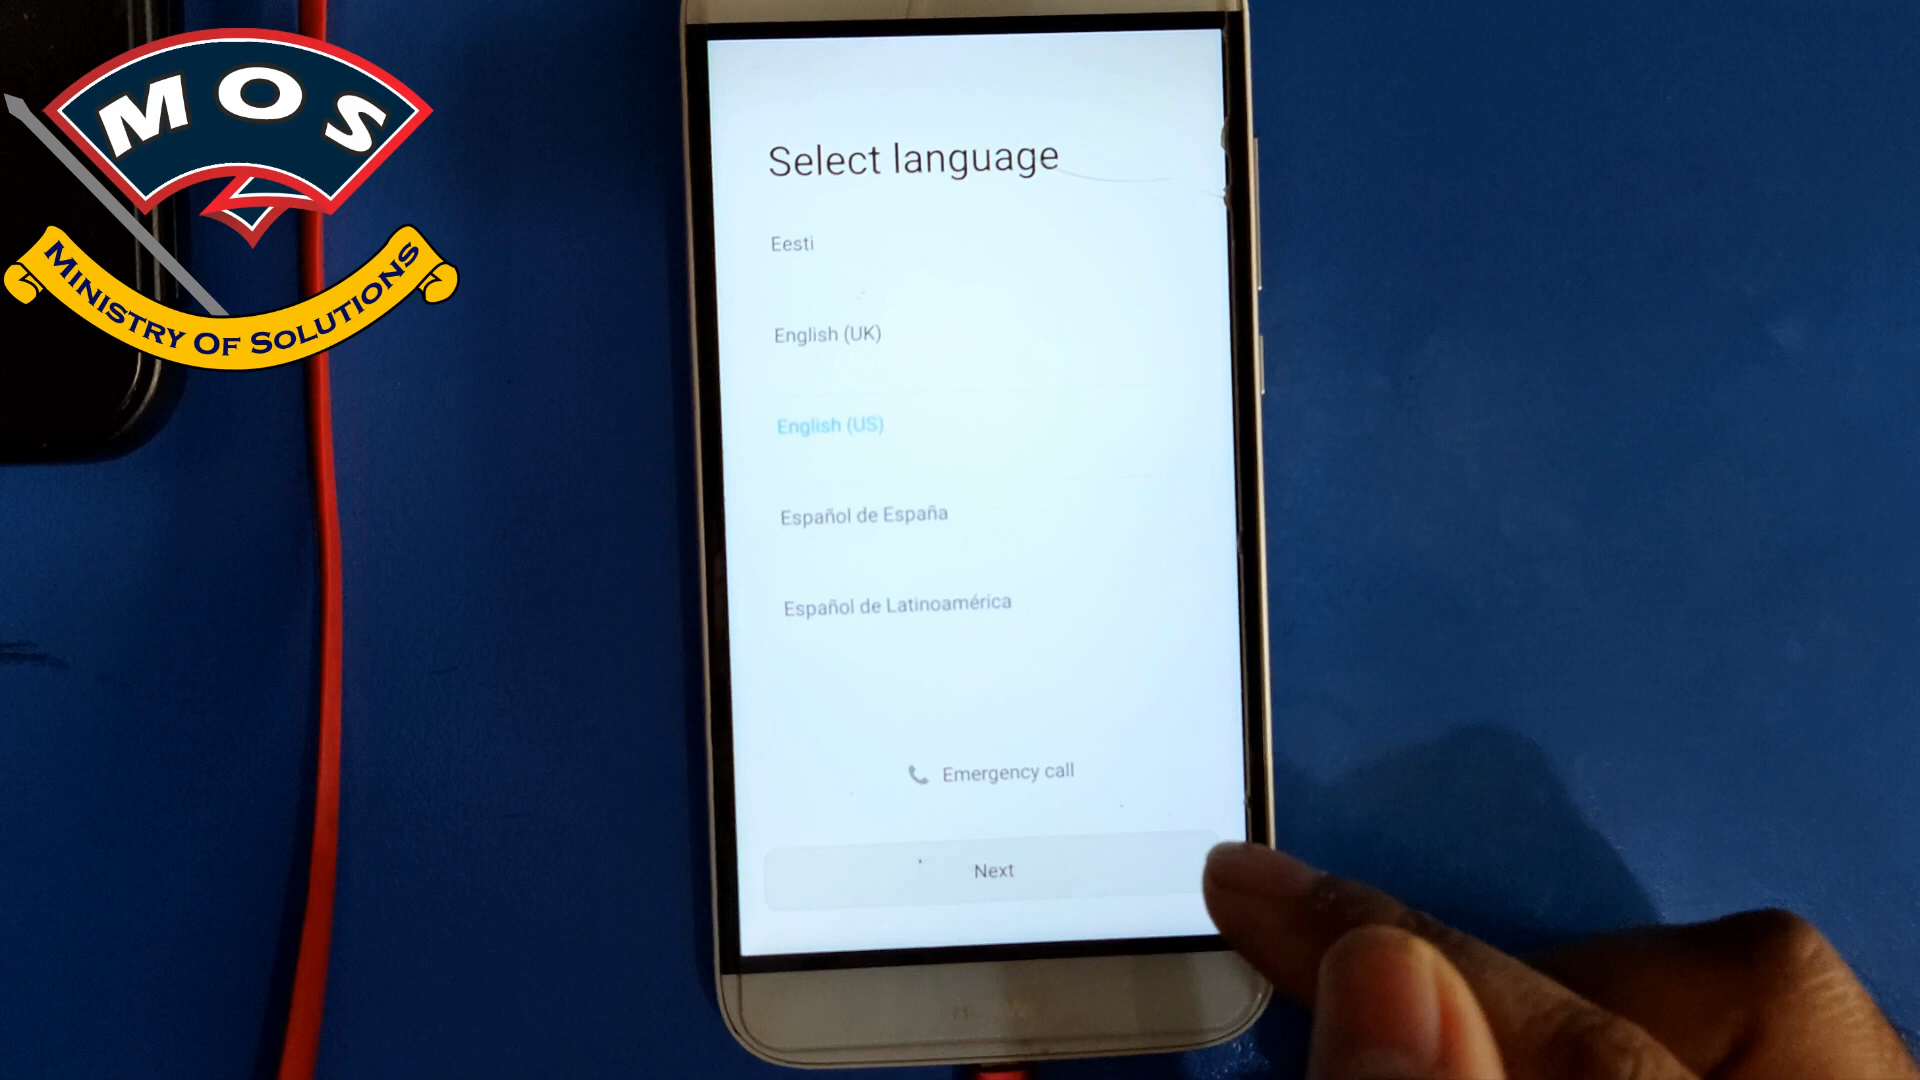 MOS
MINISTRY OF SOLUTIONS
Select language
Eesti
English (UK)
English (US)
Español de España
Español de Latinoamérica
Emergency call
Next